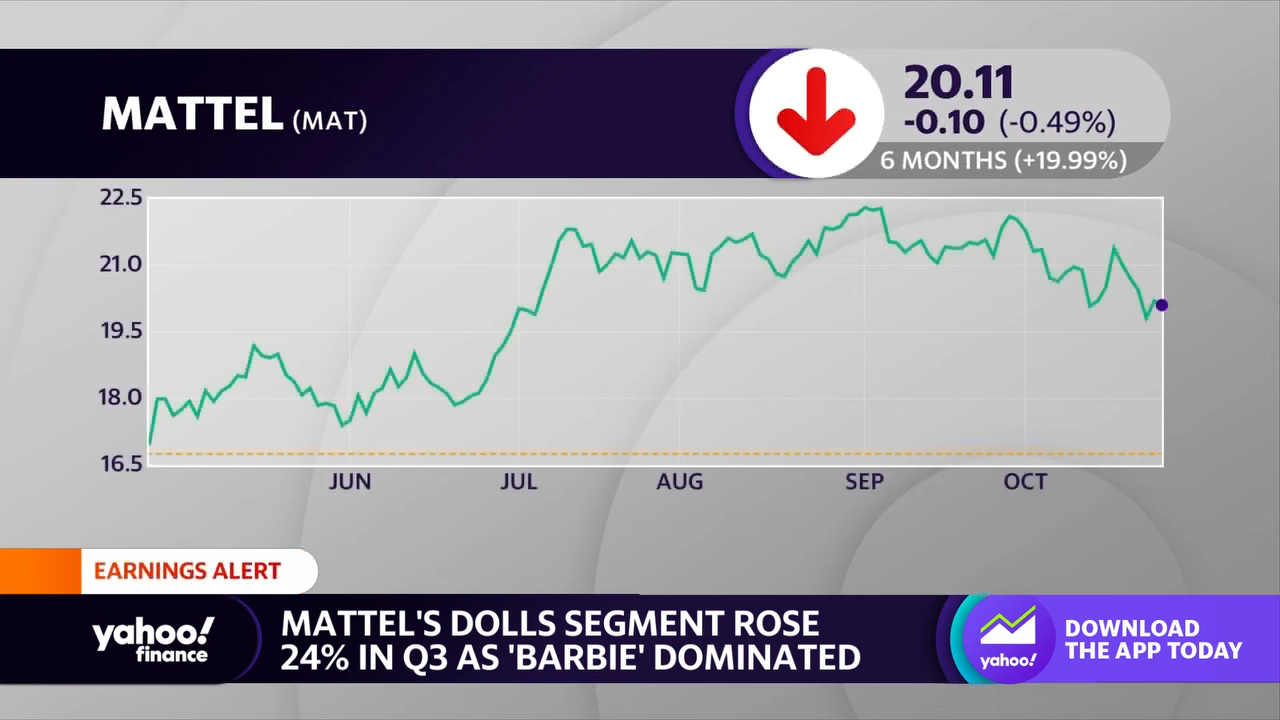 MATTEL (MAT)
20.11
-0.10 (-0.49%)
6 MONTHS (+19.99%)
22.5
21.0
19.5
18.0
16.5
JUN JUL AUG SEP OCT
EARNINGS ALERT
yahoo!
finance
MATTEL'S DOLLS SEGMENT ROSE
24% IN Q3 AS 'BARBIE' DOMINATED
yahoo!
DOWNLOAD
THE APP TODAY